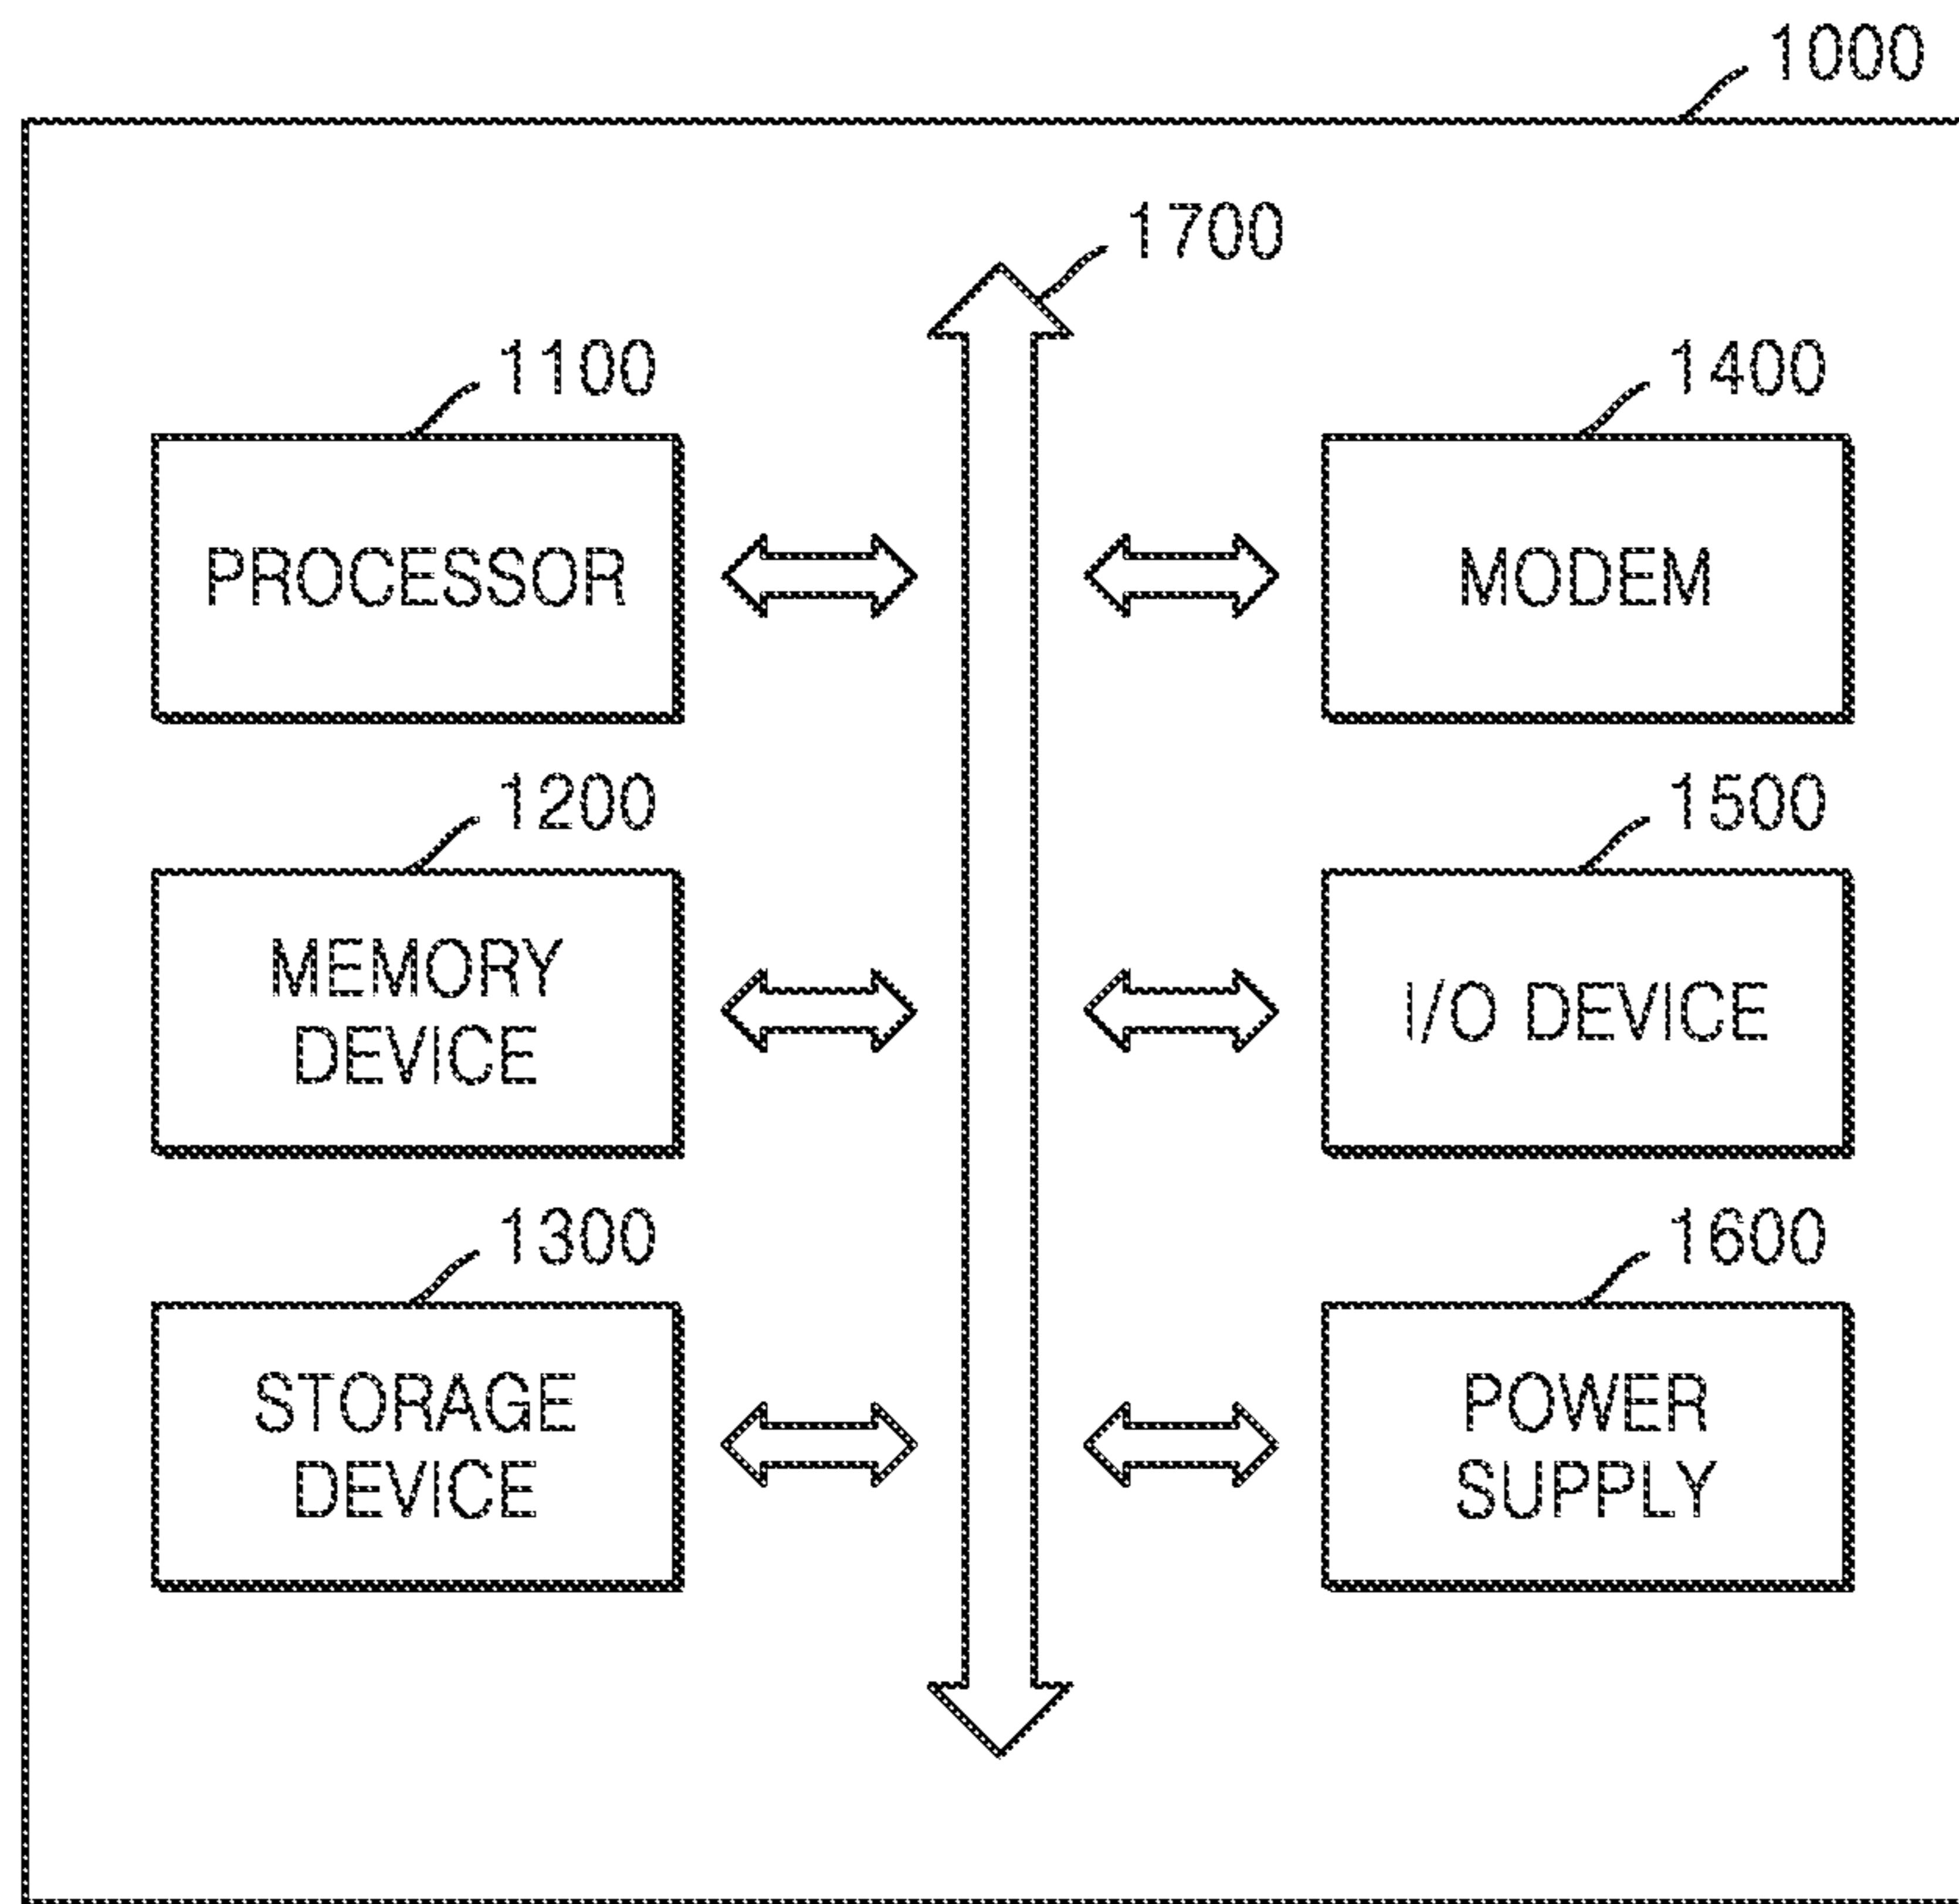 1000
1700
1100
PROCESSOR
1400
MODEM
1200
MEMORY
DEVICE
1500
I/O DEVICE
1300
STORAGE
DEVICE
1600
POWER
SUPPLY